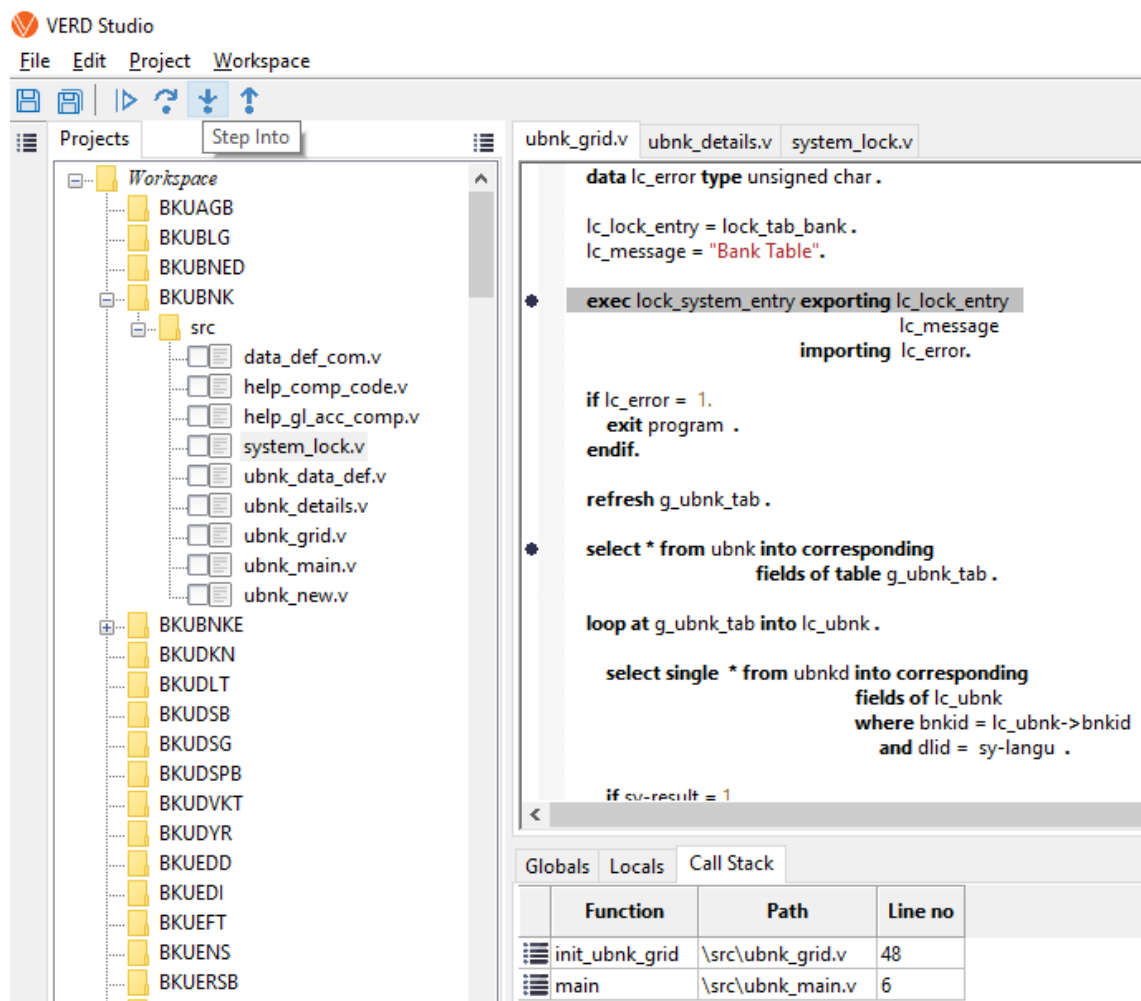 VERD Studio
File Edit Project Workspace
Step Into
Projects
Workspace
BKUAGB
BKUBLG
BKUBNED
BKUBNK
src
data_def_com.v
help_comp_code.v
help_gl_acc_comp.v
system_lock.v
ubnk_data_def.v
ubnk_details.v
ubnk_grid.v
ubnk_main.v
ubnk_new.v
BKUBNKE
BKUDKN
BKUDLT
BKUDSB
BKUDSG
BKUDSPB
BKUDVKT
BKUDYR
BKUEDD
BKUEDI
BKUEFT
BKUENS
BKUERSB
ubnk_grid.v ubnk_details.v system_lock.v
data lc_error type unsigned char .
lc_lock_entry = lock_tab_bank .
lc_message = "Bank Table".
exec lock_system_entry exporting lc_lock_entry
lc_message
importing lc_error.
if lc_error = 1.
exit program .
endif.
refresh g_ubnk_tab .
select * from ubnk into corresponding
fields of table g_ubnk_tab .
loop at g_ubnk_tab into lc_ubnk .
select single * from ubnkd into corresponding
fields of lc_ubnk
where bnkid = lc_ubnk->bnkid
and dlid = sy-langu .
if sy-result = 1
Globals Locals Call Stack
Function Path Line no
init_ubnk_grid \src\ubnk_grid.v 48
main \src\ubnk_main.v 6